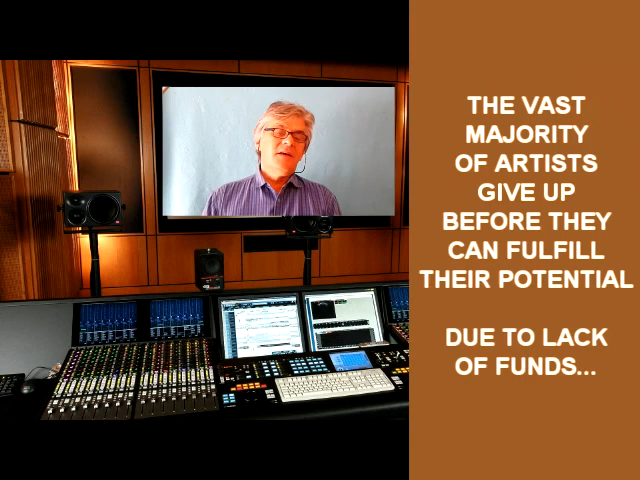 THE VAST
MAJORITY
OF ARTISTS
GIVE UP
BEFORE THEY
CAN FULFILL
THEIR POTENTIAL
DUE TO LACK
OF FUNDS...